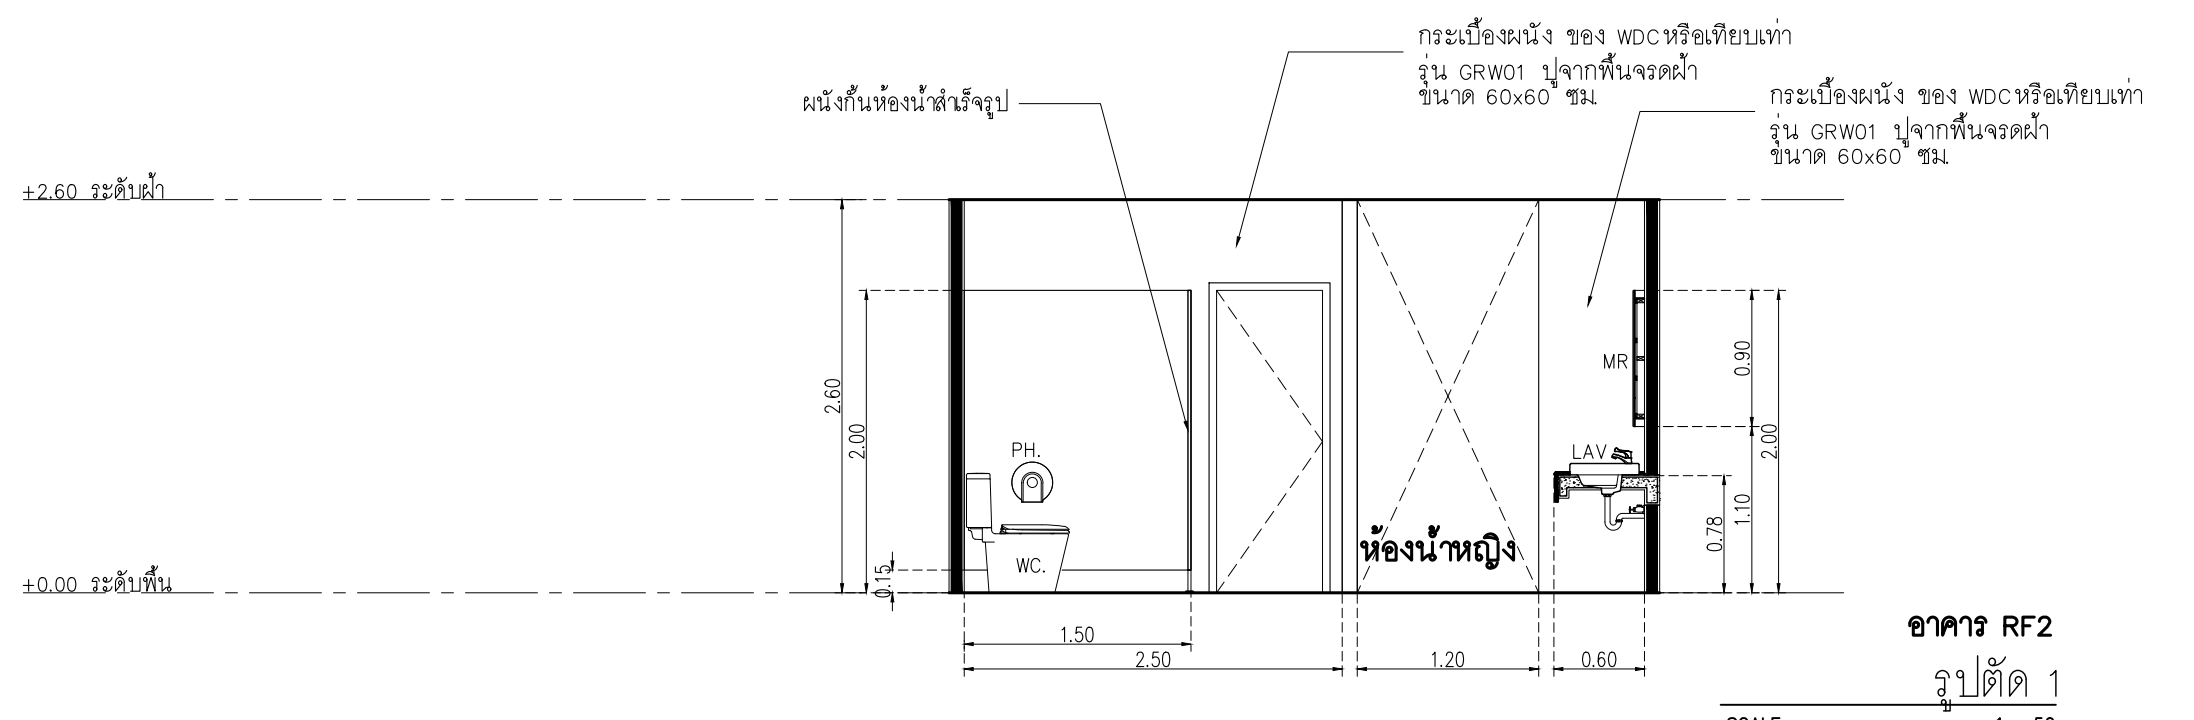 กระเบื้องผนัง ของ WDCหรือเทียบเท่า
รุ่น GRW01 ปูจากพื้นจรดฝ้า
ขนาด 60x60 ซม.
ผนังกั้นห้องน้ำสำเร็จรูป
กระเบื้องผนัง ของ WDCหรือเทียบเท่า
รุ่น GRW01 ปูจากพื้นจรดฝ้า
ขนาด 60x60 ซม.
+2.60 ระดับฝ้า
2.60
2.00
0.15
PH.
WC.
MR
LAV
0.90
2.00
1.10
0.78
ห้องน้ำหญิง
+0.00 ระดับพื้น
1.50
2.50
1.20
0.60
อาคาร RF2
รูปตัด 1